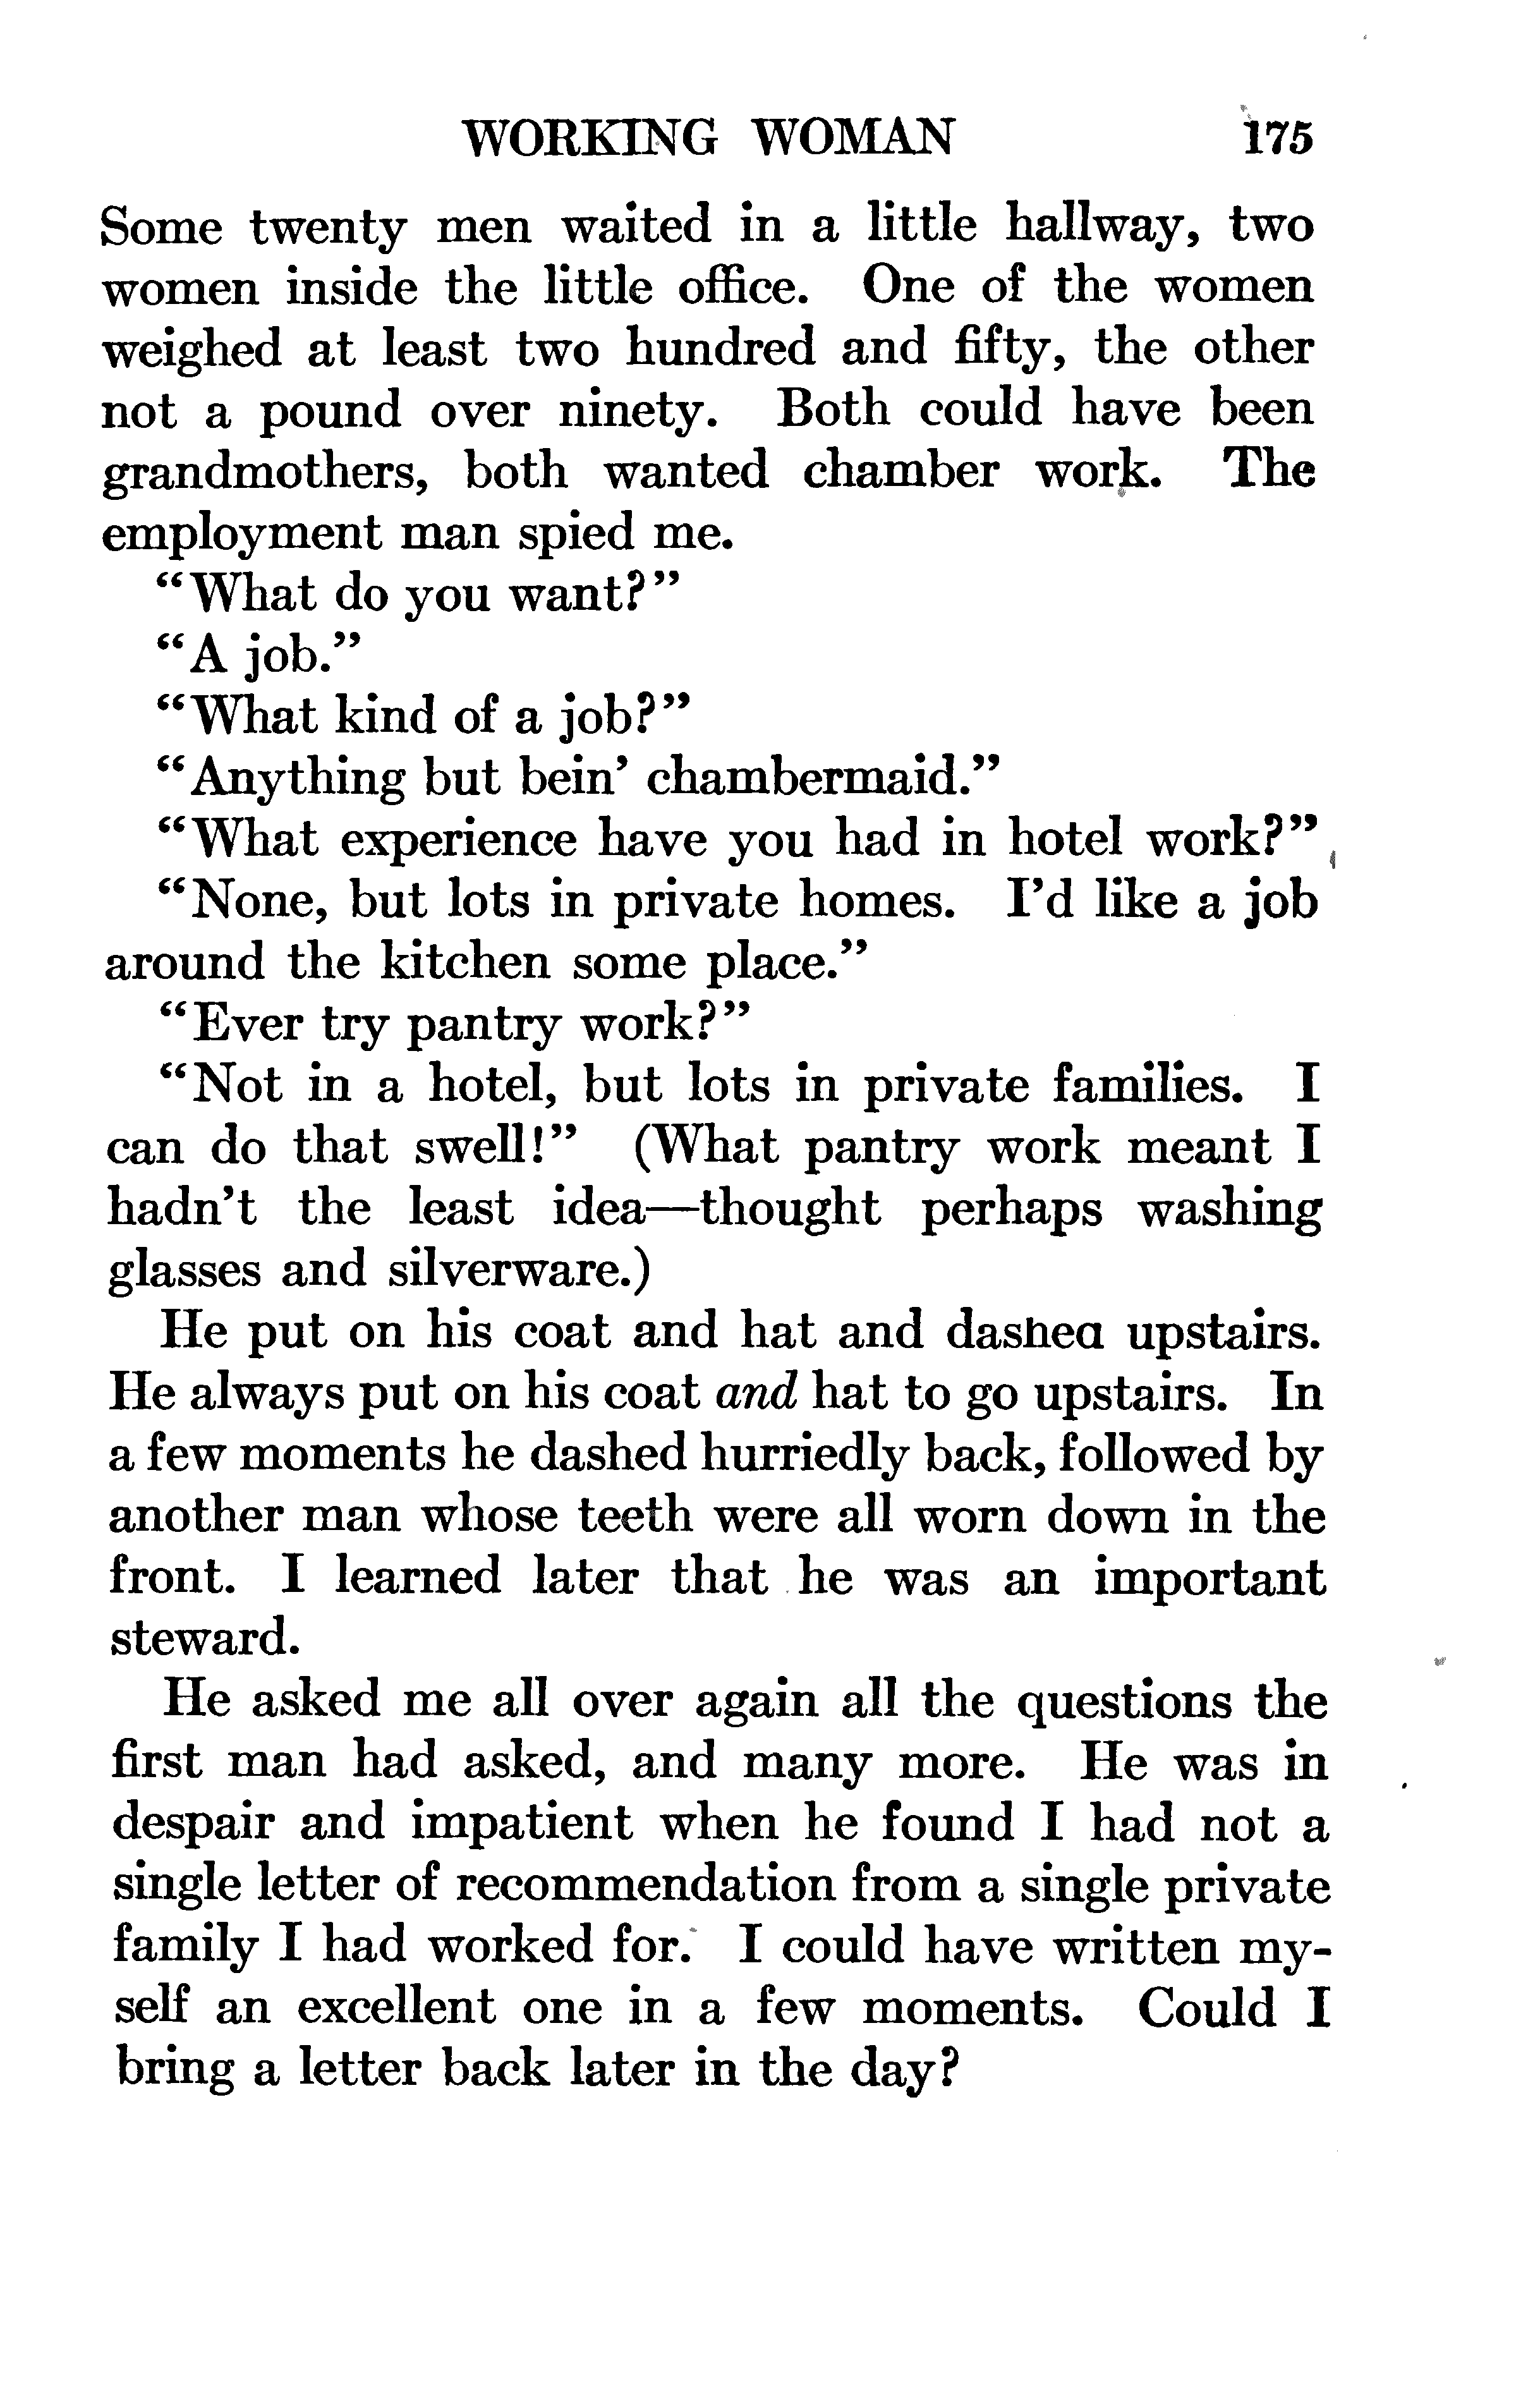 WORKING WOMAN 175
Some twenty men waited in a little hallway, two
women inside the little office. One of the women
weighed at least two hundred and fifty, the other
not a pound over ninety. Both could have been
grandmothers, both wanted chamber work. The
employment man spied me.
“What do you want?”
“A job.”
“What kind of a job?”
“Anything but bein’ chambermaid.”
“What experience have you had in hotel work?”
“None, but lots in private homes. I’d like a job
around the kitchen some place.”
“Ever try pantry work?”
“Not in a hotel, but lots in private families. I
can do that swell!” (What pantry work meant I
hadn’t the least idea—thought perhaps washing
glasses and silverware.)
He put on his coat and hat and dashed upstairs.
He always put on his coat and hat to go upstairs. In
a few moments he dashed hurriedly back, followed by
another man whose teeth were all worn down in the
front. I learned later that he was an important
steward.
He asked me all over again all the questions the
first man had asked, and many more. He was in
despair and impatient when he found I had not a
single letter of recommendation from a single private
family I had worked for. I could have written my-
self an excellent one in a few moments. Could I
bring a letter back later in the day?